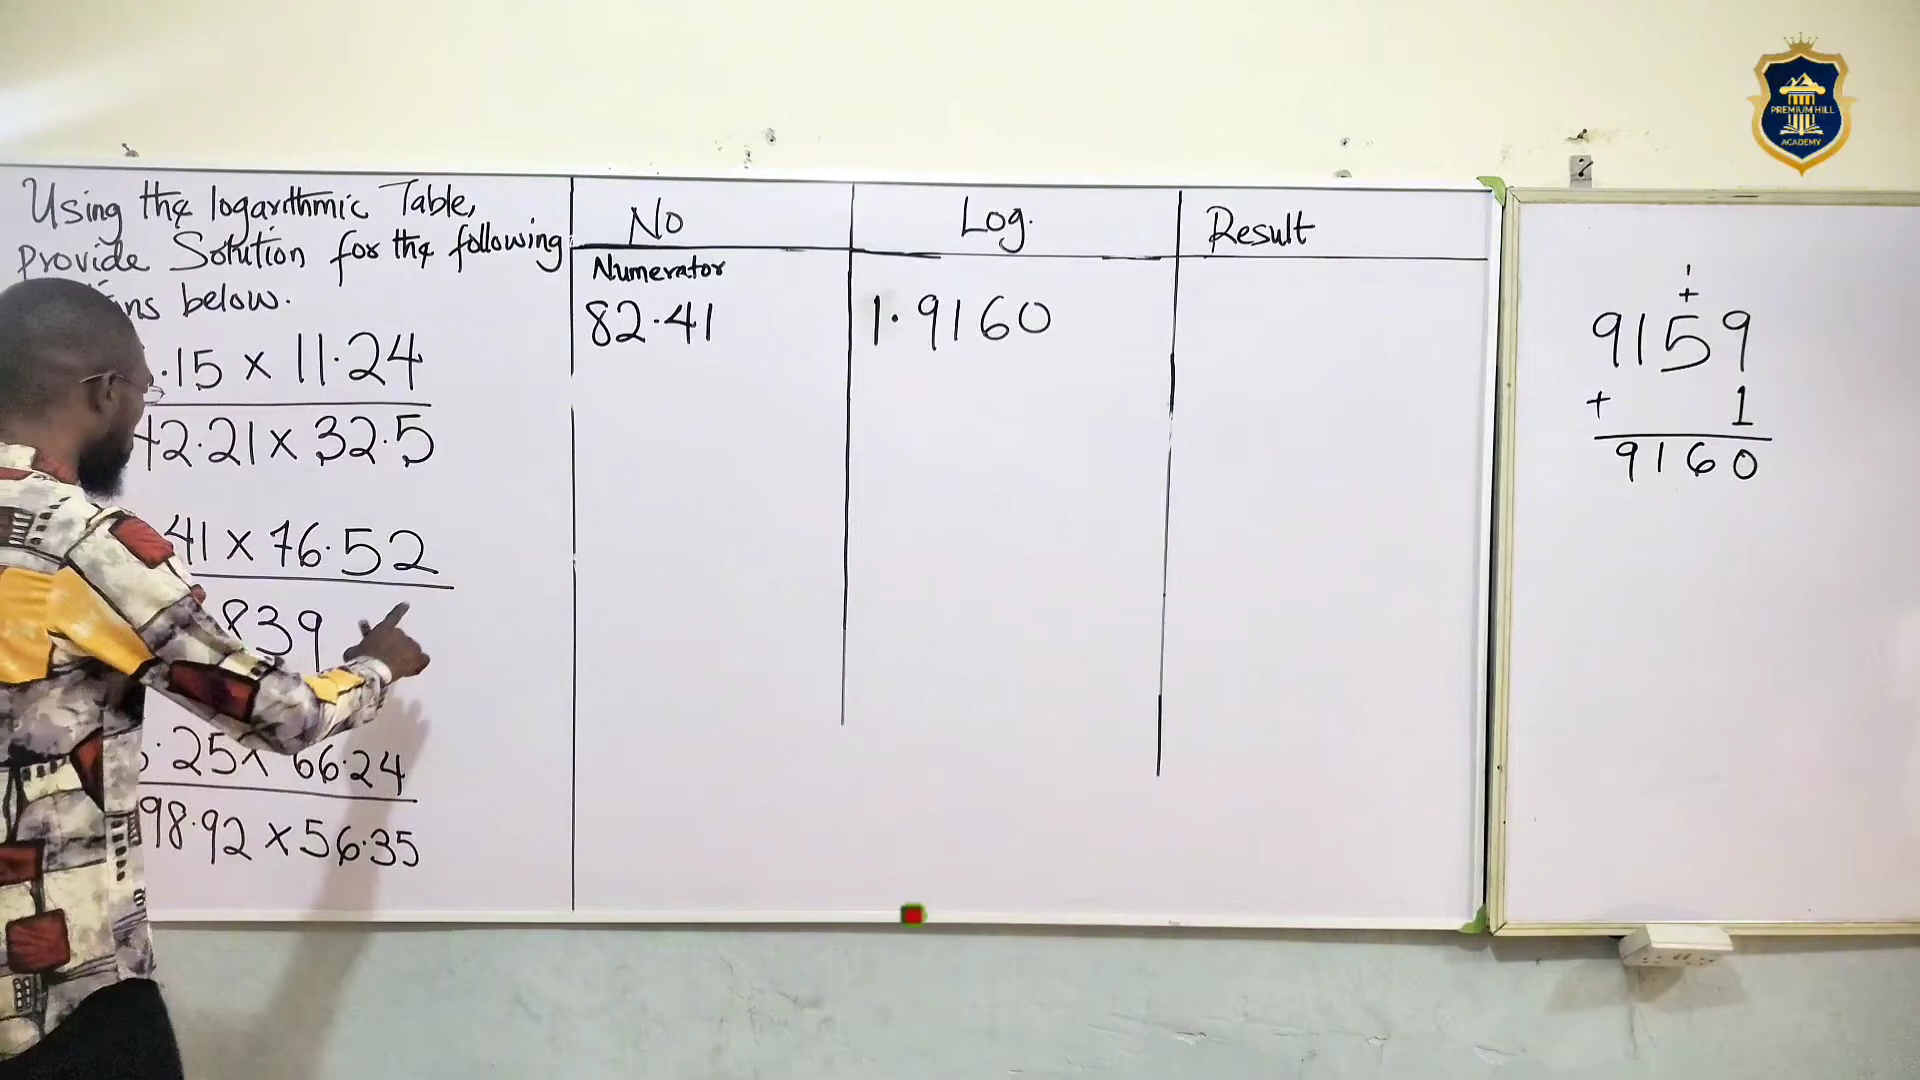 Using the logarithmic Table,
provide Solution for the following
below.
.15 x 11.24
42.21 x 32.5
41 x 76.52
839
.25 x 66.24
98.92 x 56.35
No
Log.
Result
Numerator
82.41
1.9160
1
+
9159
+ 1
9160
PREMIUM HILL
ACADEMY